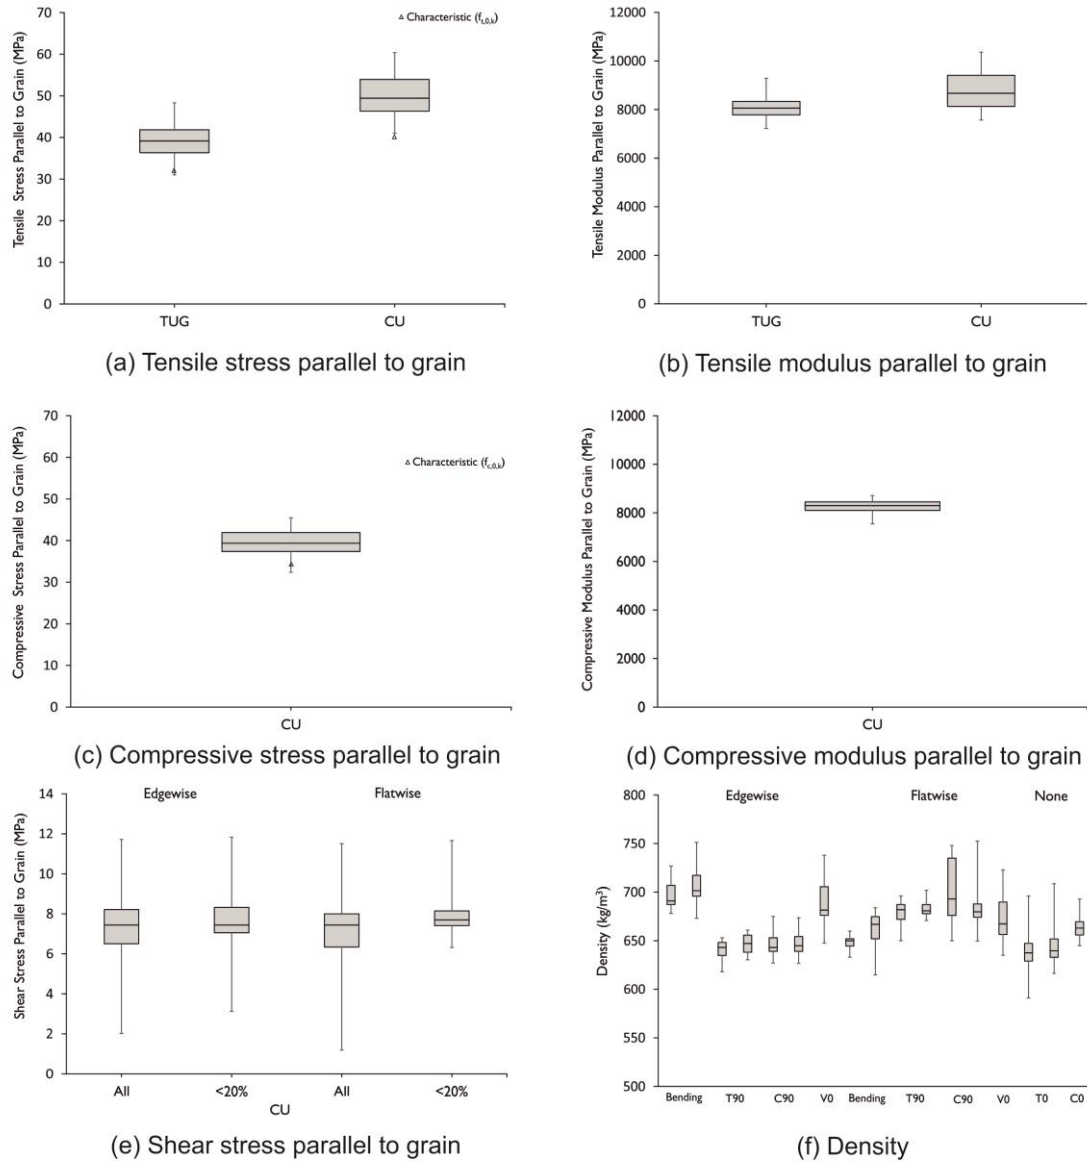 70
60
50
40
30
20
10
0
Tensile Stress Parallel to Grain (MPa)
Characteristic (f_t,0,k)
TUG CU
(a) Tensile stress parallel to grain
12000
10000
8000
6000
4000
2000
0
Tensile Modulus Parallel to Grain (MPa)
TUG CU
(b) Tensile modulus parallel to grain
70
60
50
40
30
20
10
0
Compressive Stress Parallel to Grain (MPa)
Characteristic (f_c,0,k)
CU
(c) Compressive stress parallel to grain
12000
10000
8000
6000
4000
2000
0
Compressive Modulus Parallel to Grain (MPa)
CU
(d) Compressive modulus parallel to grain
14
12
10
8
6
4
2
0
Shear Stress Parallel to Grain (MPa)
Edgewise Flatwise
All <20% All <20%
CU
(e) Shear stress parallel to grain
800
750
700
650
600
550
500
Density (kg/m³)
Edgewise Flatwise None
Bending T90 C90 V0 Bending T90 C90 V0 T0 C0
(f) Density